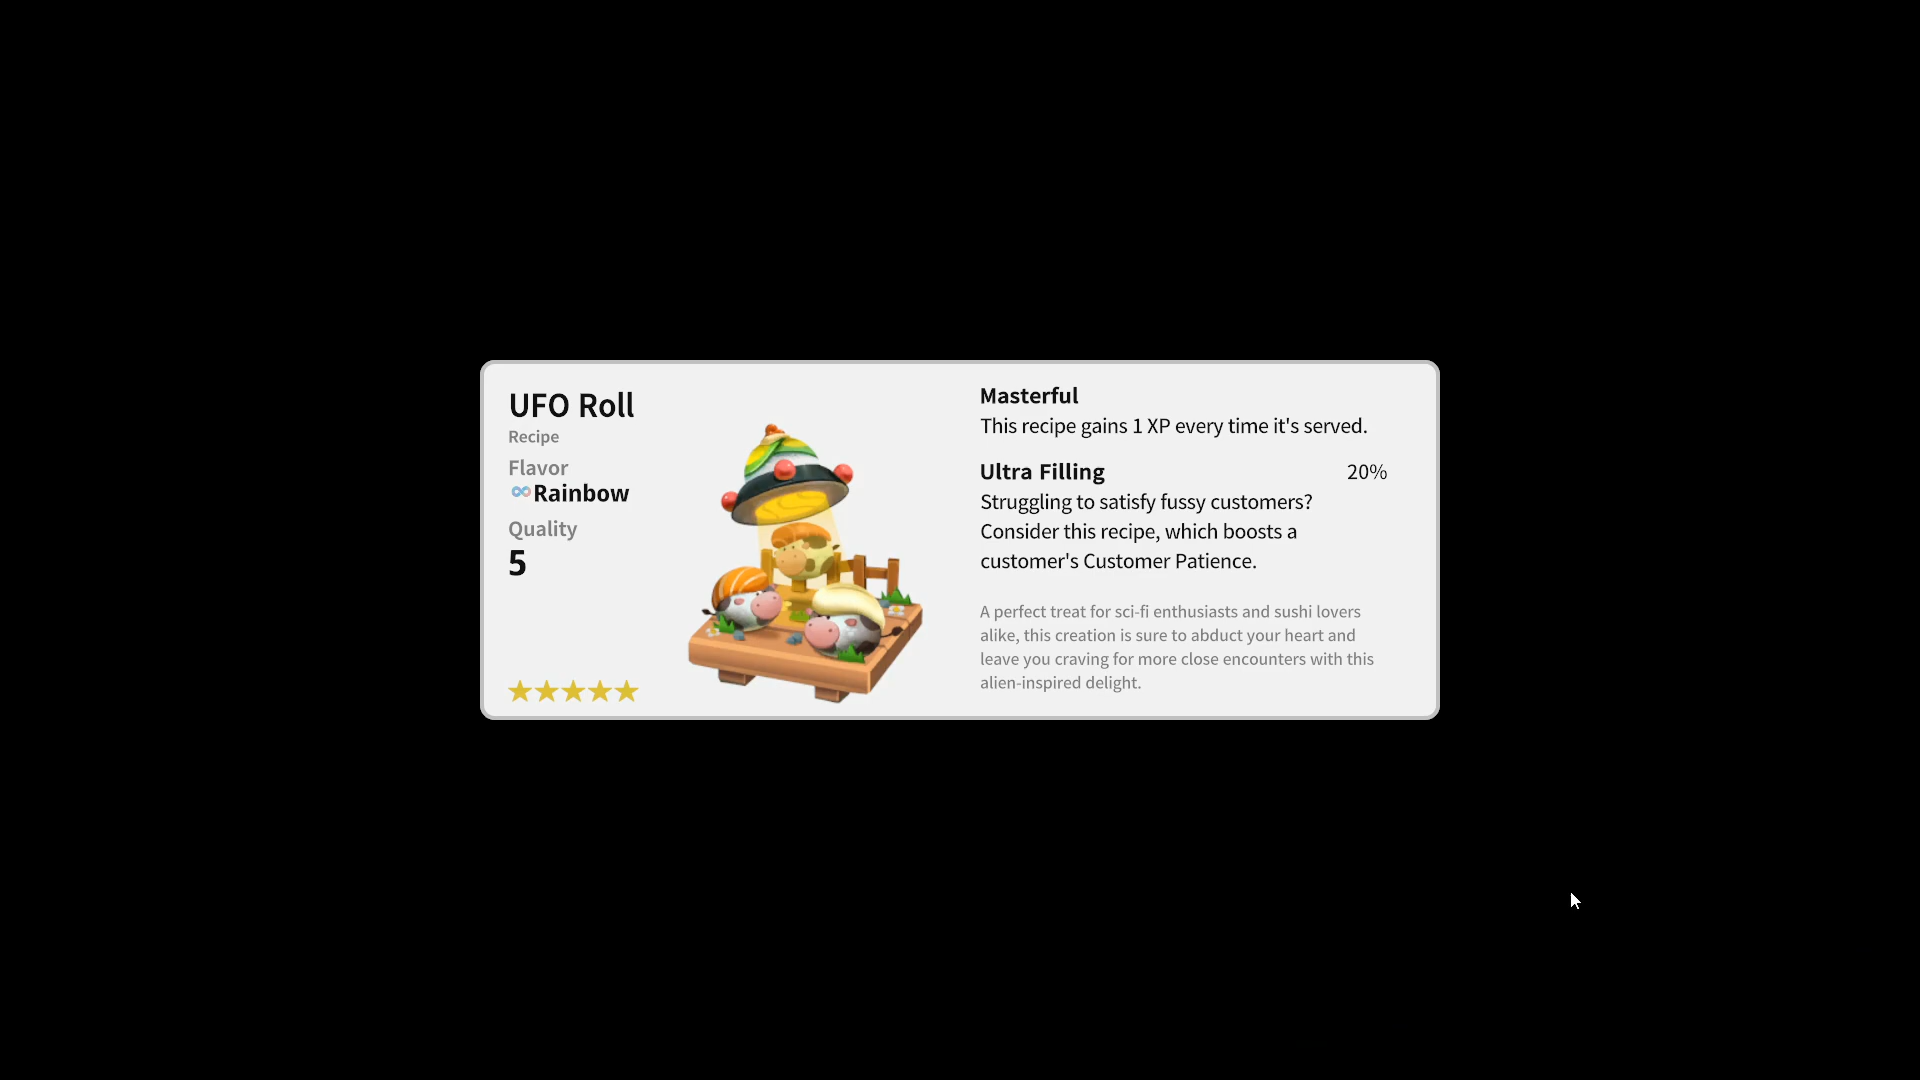 UFO Roll
Recipe
Flavor
Rainbow
Quality
5
Masterful
This recipe gains 1 XP every time it's served.
Ultra Filling 20%
Struggling to satisfy fussy customers?
Consider this recipe, which boosts a
customer's Customer Patience.
A perfect treat for sci-fi enthusiasts and sushi lovers
alike, this creation is sure to abduct your heart and
leave you craving for more close encounters with this
alien-inspired delight.